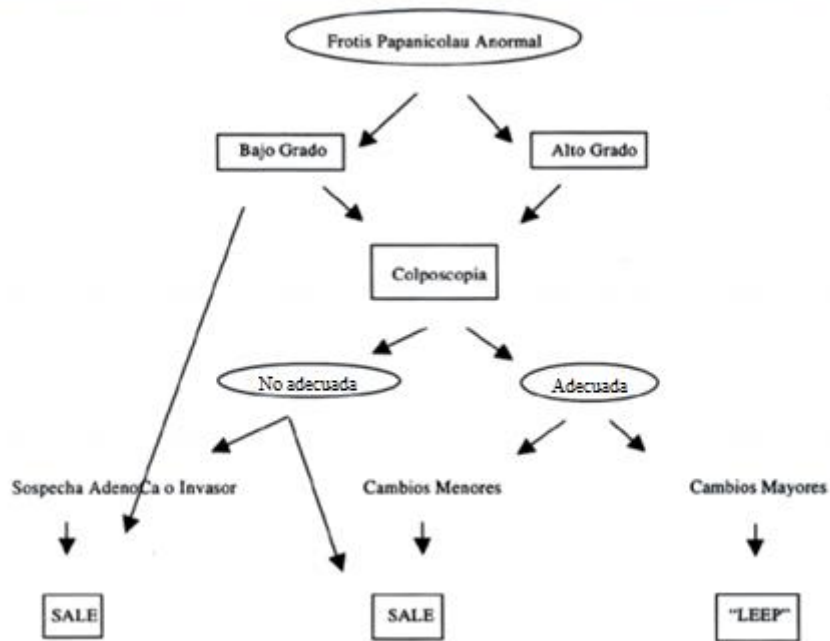 Frotis Papanicolau Anormal
Bajo Grado
Alto Grado
Colposcopia
No adecuada
Adecuada
Sospecha AdenoCa o Invasor
Cambios Menores
Cambios Mayores
SALE
SALE
"LEEP"